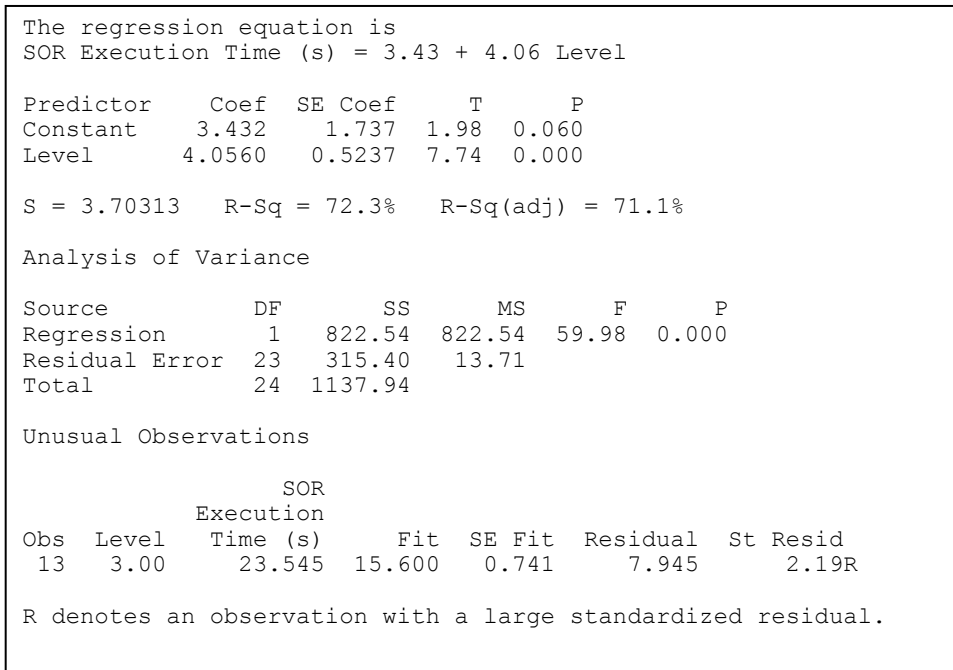 The regression equation is
SOR Execution Time (s) = 3.43 + 4.06 Level
Predictor Coef SE Coef T P
Constant 3.432 1.737 1.98 0.060
Level 4.0560 0.5237 7.74 0.000
S = 3.70313 R-Sq = 72.3% R-Sq(adj) = 71.1%
Analysis of Variance
Source DF SS MS F P
Regression 1 822.54 822.54 59.98 0.000
Residual Error 23 315.40 13.71
Total 24 1137.94
Unusual Observations
SOR
Execution
Obs Level Time (s) Fit SE Fit Residual St Resid
13 3.00 23.545 15.600 0.741 7.945 2.19R
R denotes an observation with a large standardized residual.